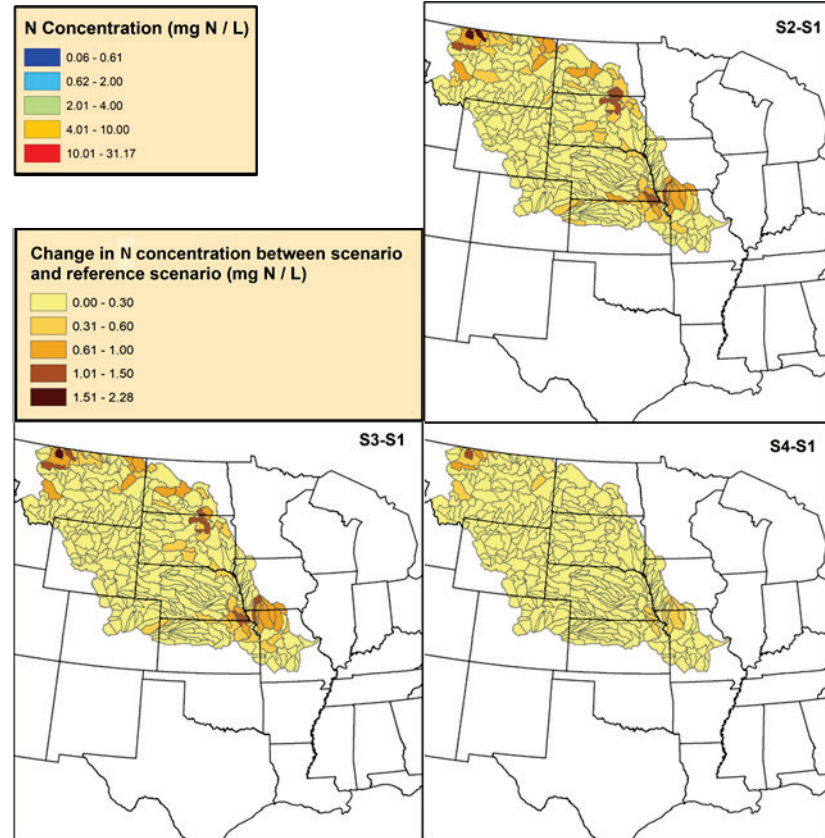 N Concentration (mg N / L)
0.06 - 0.61
0.62 - 2.00
2.01 - 4.00
4.01 - 10.00
10.01 - 31.17
S2-S1
Change in N concentration between scenario
and reference scenario (mg N / L)
0.00 - 0.30
0.31 - 0.60
0.61 - 1.00
1.01 - 1.50
1.51 - 2.28
S3-S1
S4-S1